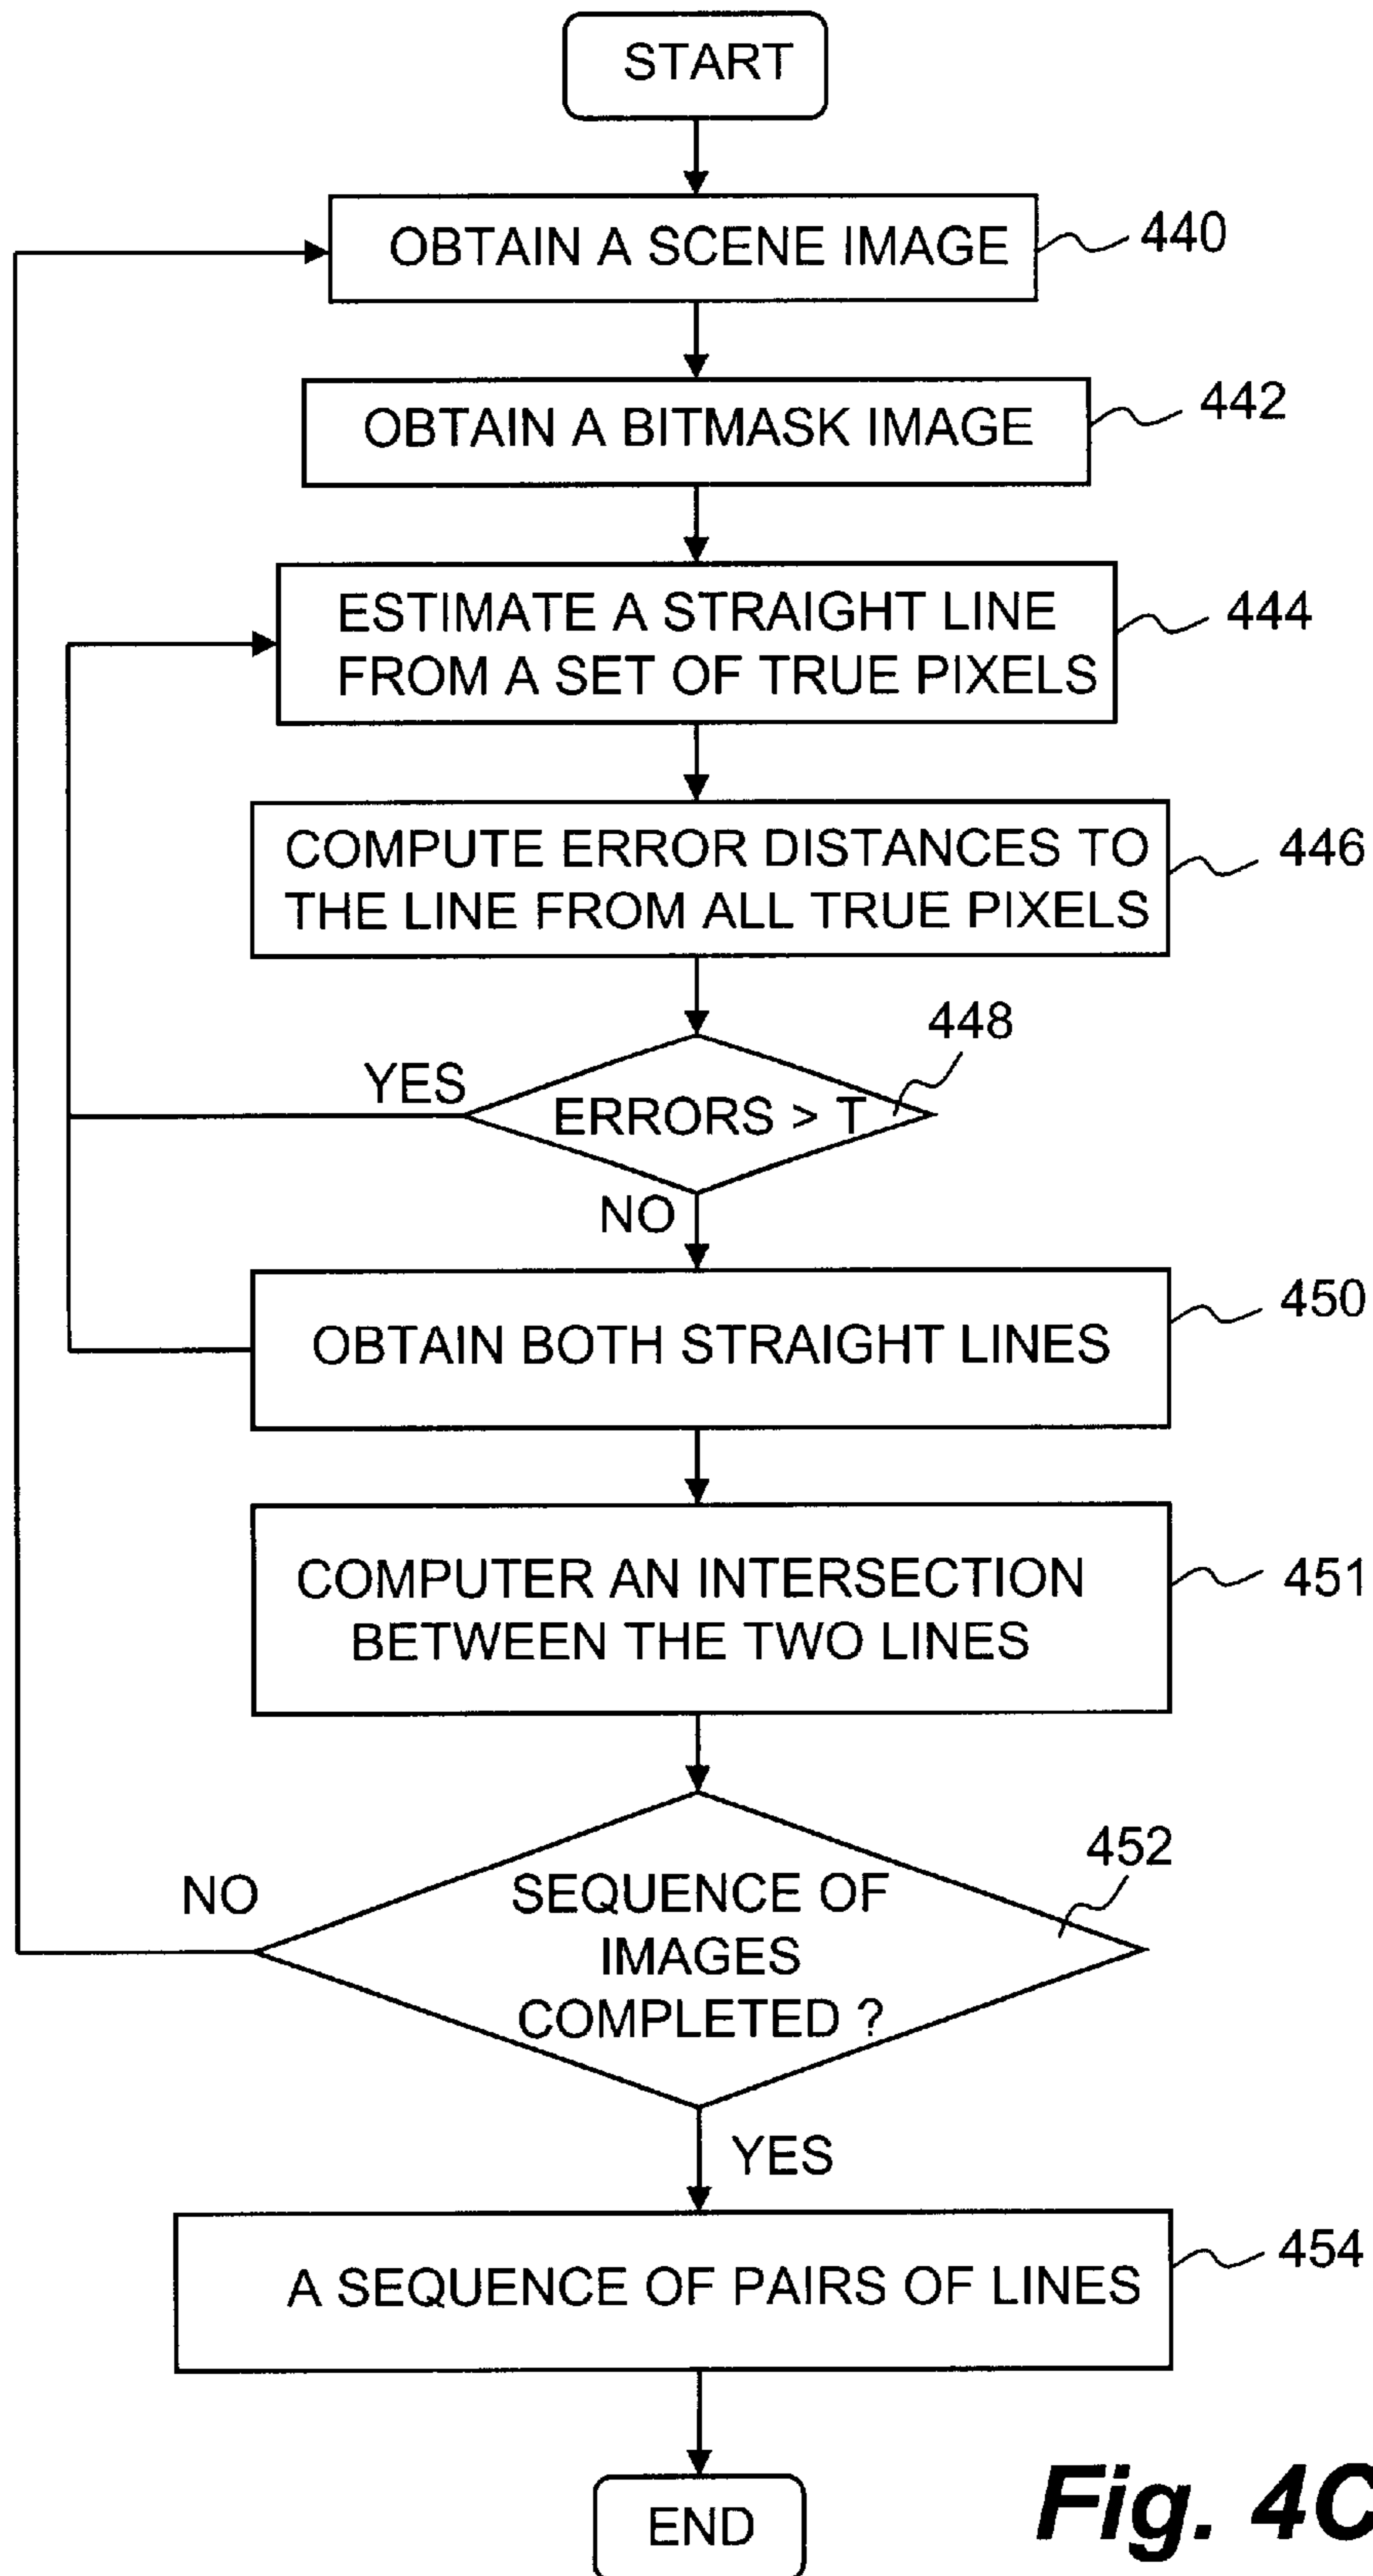 START
OBTAIN A SCENE IMAGE
440
OBTAIN A BITMASK IMAGE
442
ESTIMATE A STRAIGHT LINE
FROM A SET OF TRUE PIXELS
444
COMPUTE ERROR DISTANCES TO
THE LINE FROM ALL TRUE PIXELS
446
448
YES
ERRORS > T
NO
OBTAIN BOTH STRAIGHT LINES
450
COMPUTER AN INTERSECTION
BETWEEN THE TWO LINES
451
452
NO
SEQUENCE OF
IMAGES
COMPLETED ?
YES
A SEQUENCE OF PAIRS OF LINES
454
END
Fig. 4C